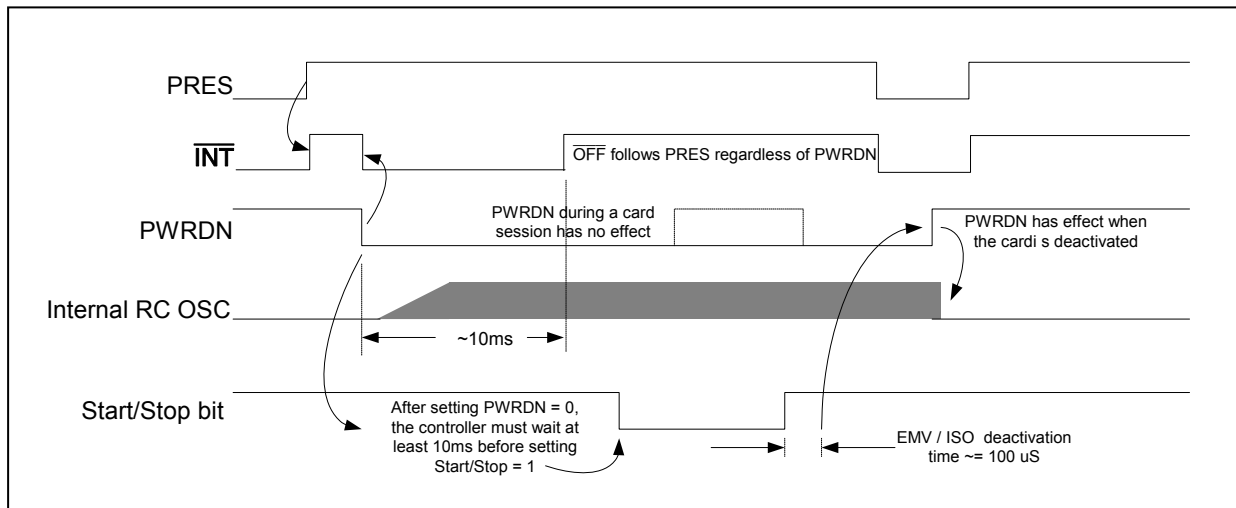 PRES
INT
OFF follows PRES regardless of PWRDN
PWRDN
PWRDN during a card
session has no effect
PWRDN has effect when
the cardi s deactivated
Internal RC OSC
~10ms
Start/Stop bit
After setting PWRDN = 0,
the controller must wait at
least 10ms before setting
Start/Stop = 1
EMV / ISO deactivation
time ~= 100 uS